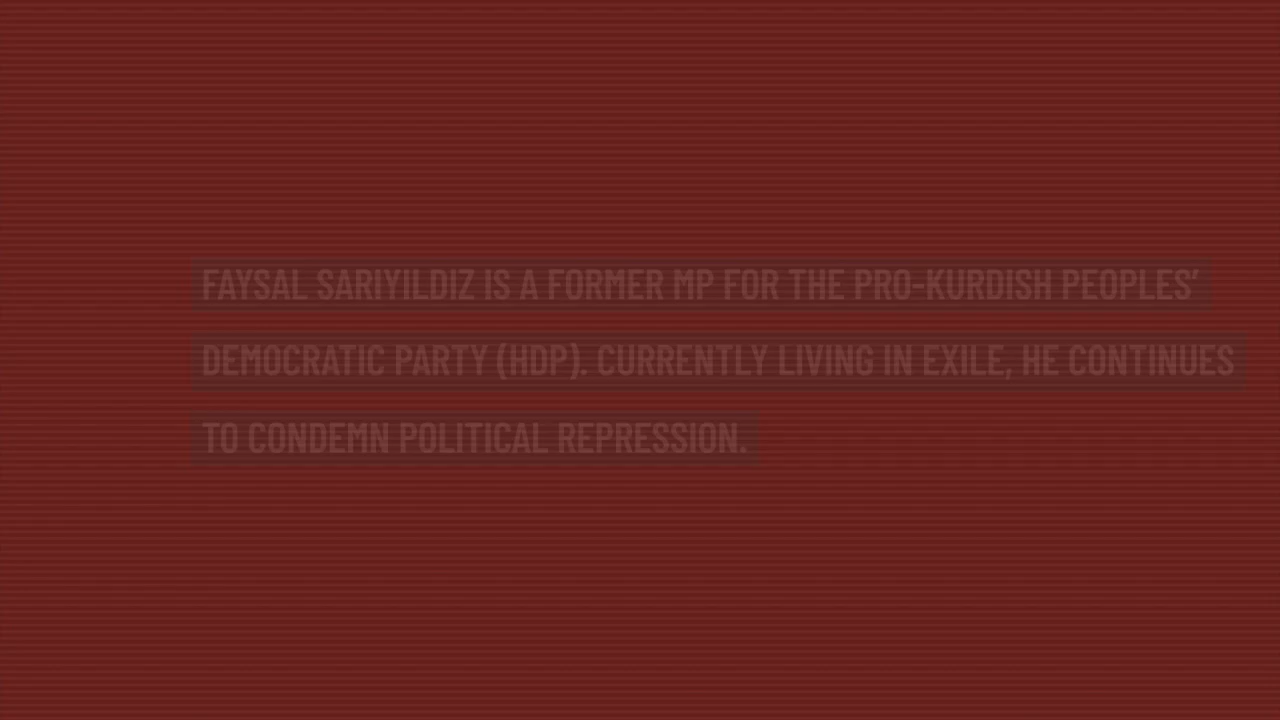 FAYSAL SARIYILDIZ IS A FORMER MP FOR THE PRO-KURDISH PEOPLES’
DEMOCRATIC PARTY (HDP). CURRENTLY LIVING IN EXILE, HE CONTINUES
TO CONDEMN POLITICAL REPRESSION.